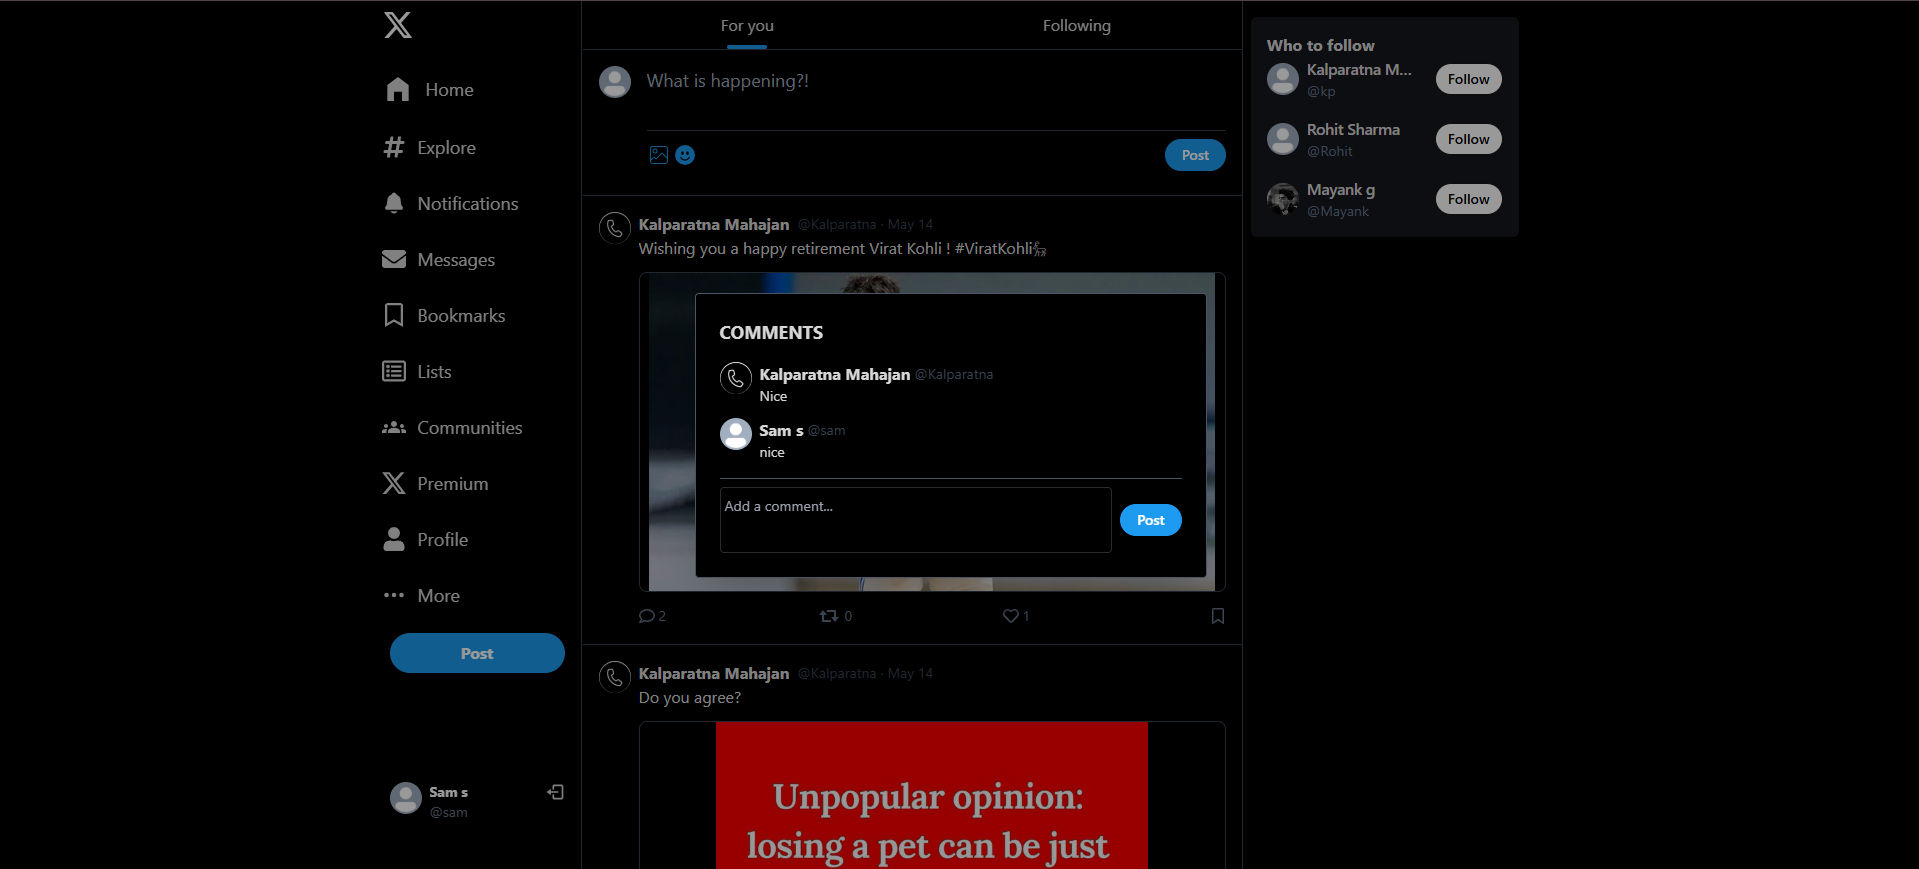 Home
Explore
Notifications
Messages
Bookmarks
Lists
Communities
Premium
Profile
More
Post
Sam s
@sam
For you
Following
What is happening?!
Post
Kalparatna Mahajan @Kalparatna · May 14
Wishing you a happy retirement Virat Kohli ! #ViratKohli
COMMENTS
Kalparatna Mahajan @Kalparatna
Nice
Sam s @sam
nice
Add a comment...
Post
2
0
1
Kalparatna Mahajan @Kalparatna · May 14
Do you agree?
Unpopular opinion:
losing a pet can be just
Who to follow
Kalparatna M...
@kp
Follow
Rohit Sharma
@Rohit
Follow
Mayank g
@Mayank
Follow